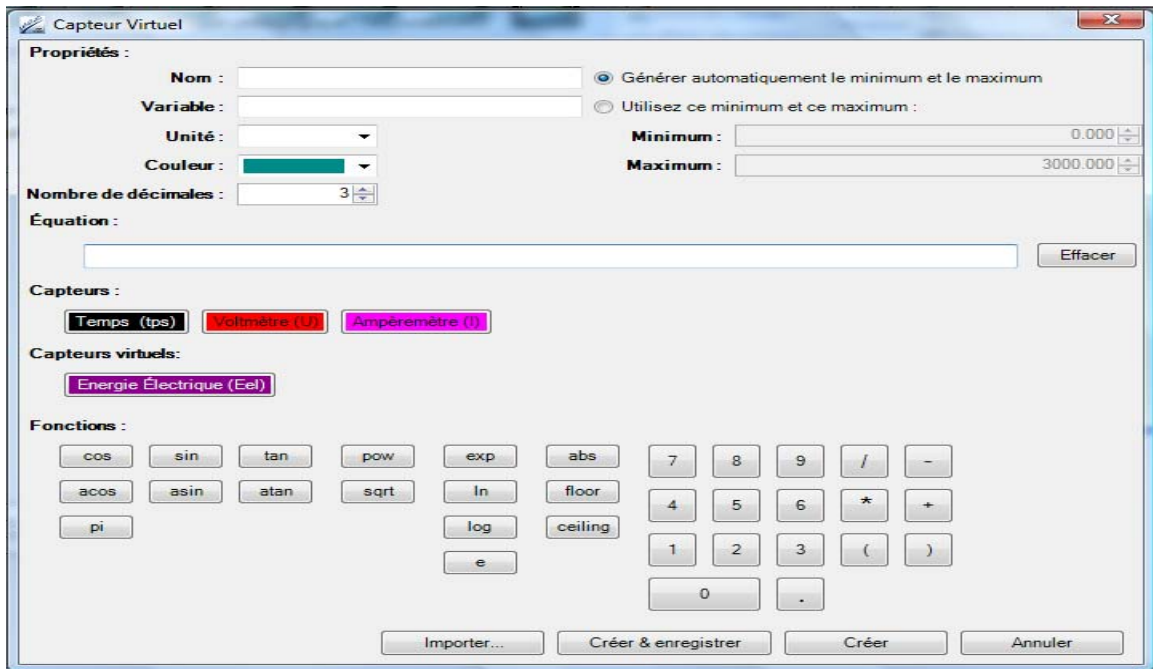 Capteur Virtuel
Propriétés :
Nom : Générer automatiquement le minimum et le maximum
Variable : Utilisez ce minimum et ce maximum :
Unité : Minimum : 0.000
Couleur : Maximum : 3000.000
Nombre de décimales : 3
Équation :
Effacer
Capteurs :
Temps (tps) Voltmètre (U) Ampèremètre (I)
Capteurs virtuels:
Energie Électrique (Eel)
Fonctions :
cos sin tan pow exp abs 7 8 9 / -
acos asin atan sqrt ln floor 4 5 6 * +
pi log ceiling 1 2 3 ( )
e 0 .
Importer... Créer & enregistrer Créer Annuler